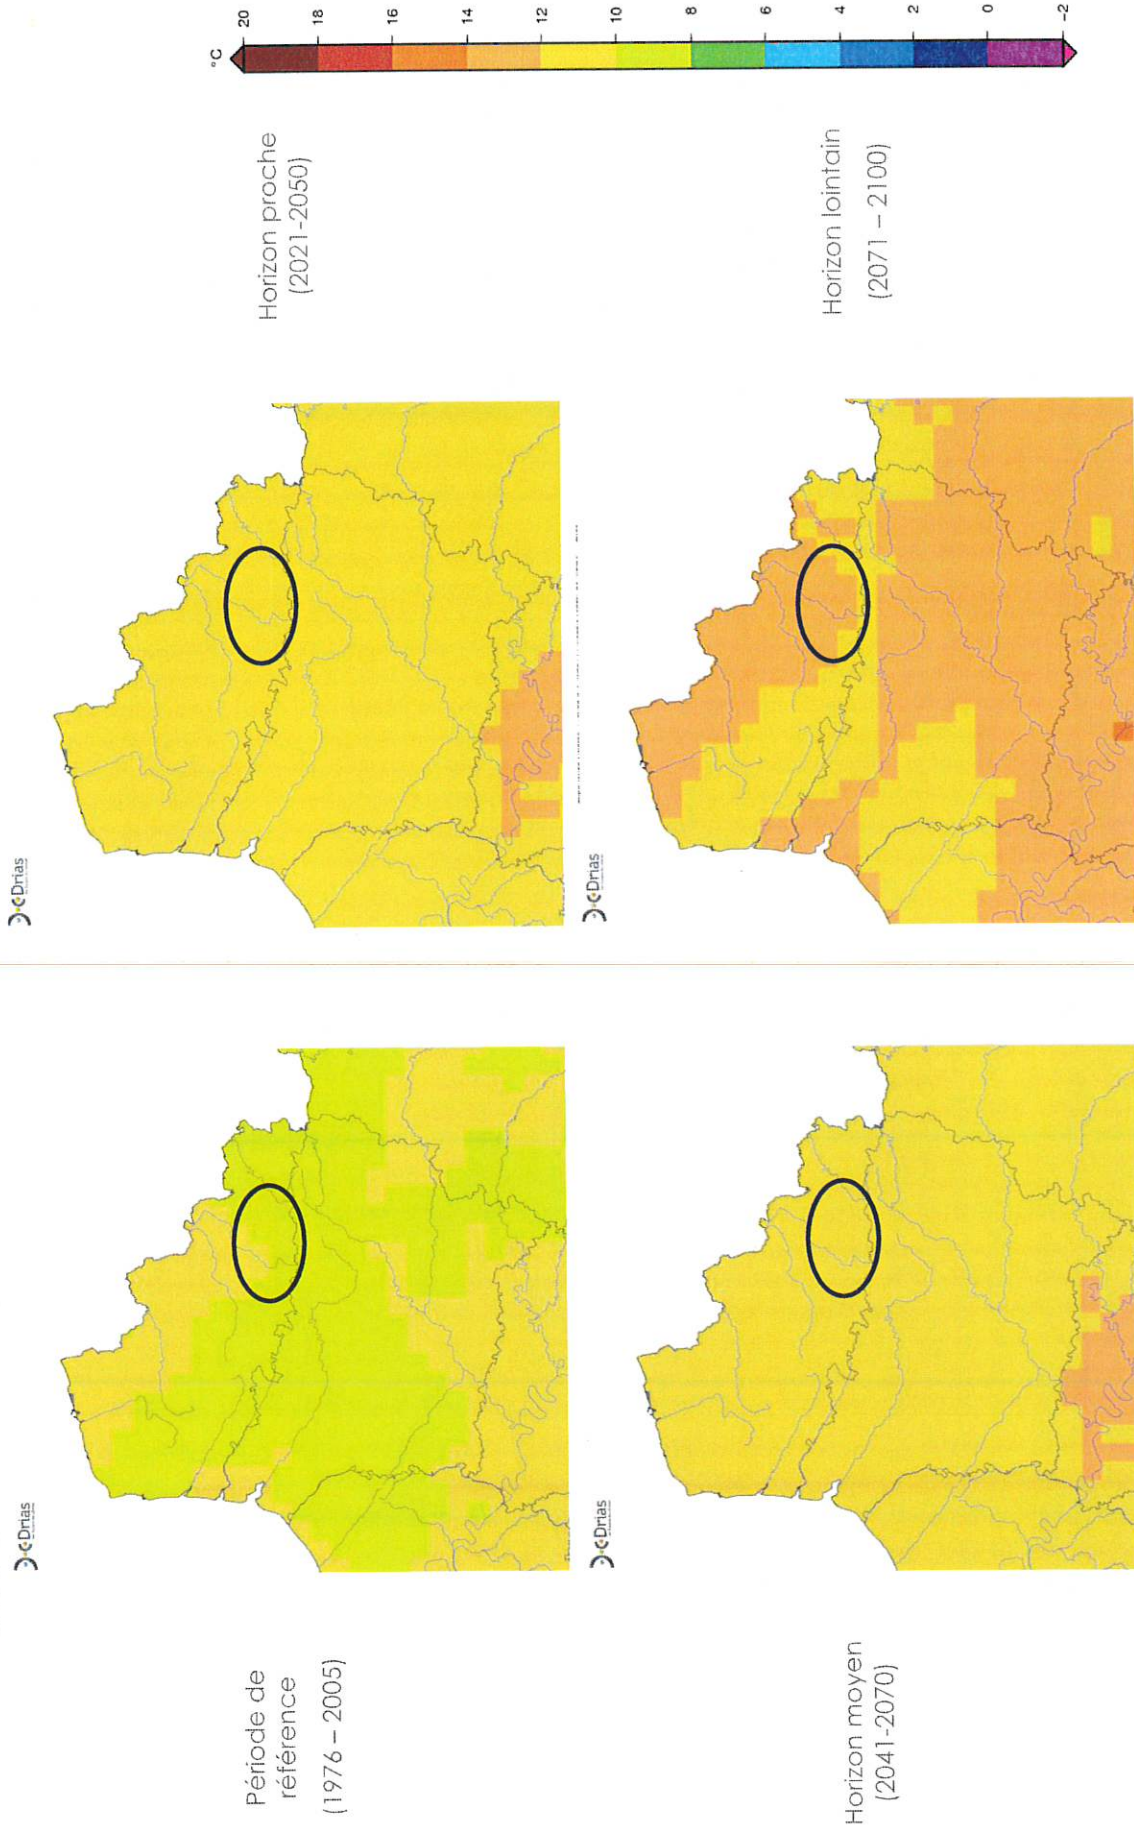 Période de
référence
(1976 – 2005)
Drias
Drias
Horizon proche
(2021-2050)
Horizon moyen
(2041-2070)
Drias
Drias
Horizon lointain
(2071 – 2100)
°C
20
18
16
14
12
10
8
6
4
2
0
−2